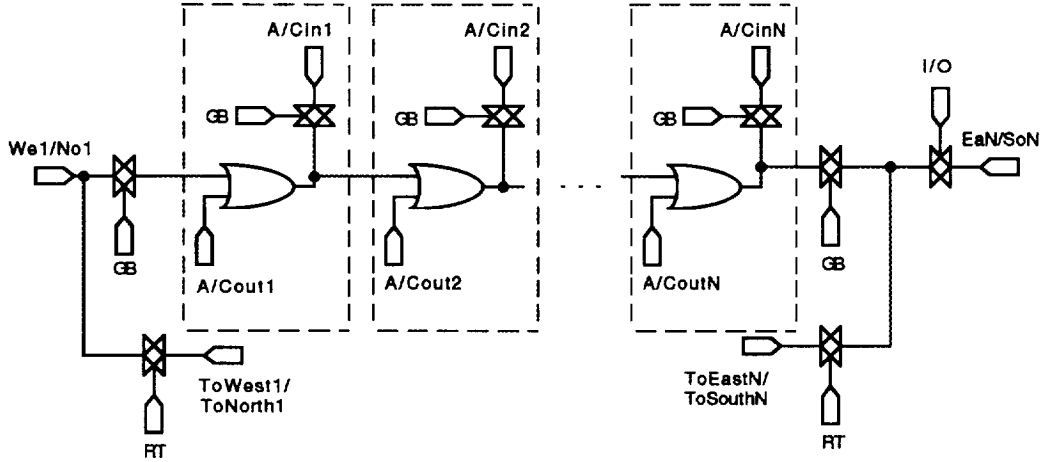 A/Cin1
A/Cin2
A/CinN
I/O
GB
GB
GB
We1/No1
EaN/SoN
GB
A/Cout1
A/Cout2
A/CoutN
GB
ToWest1/
ToNorth1
ToEastN/
ToSouthN
RT
RT